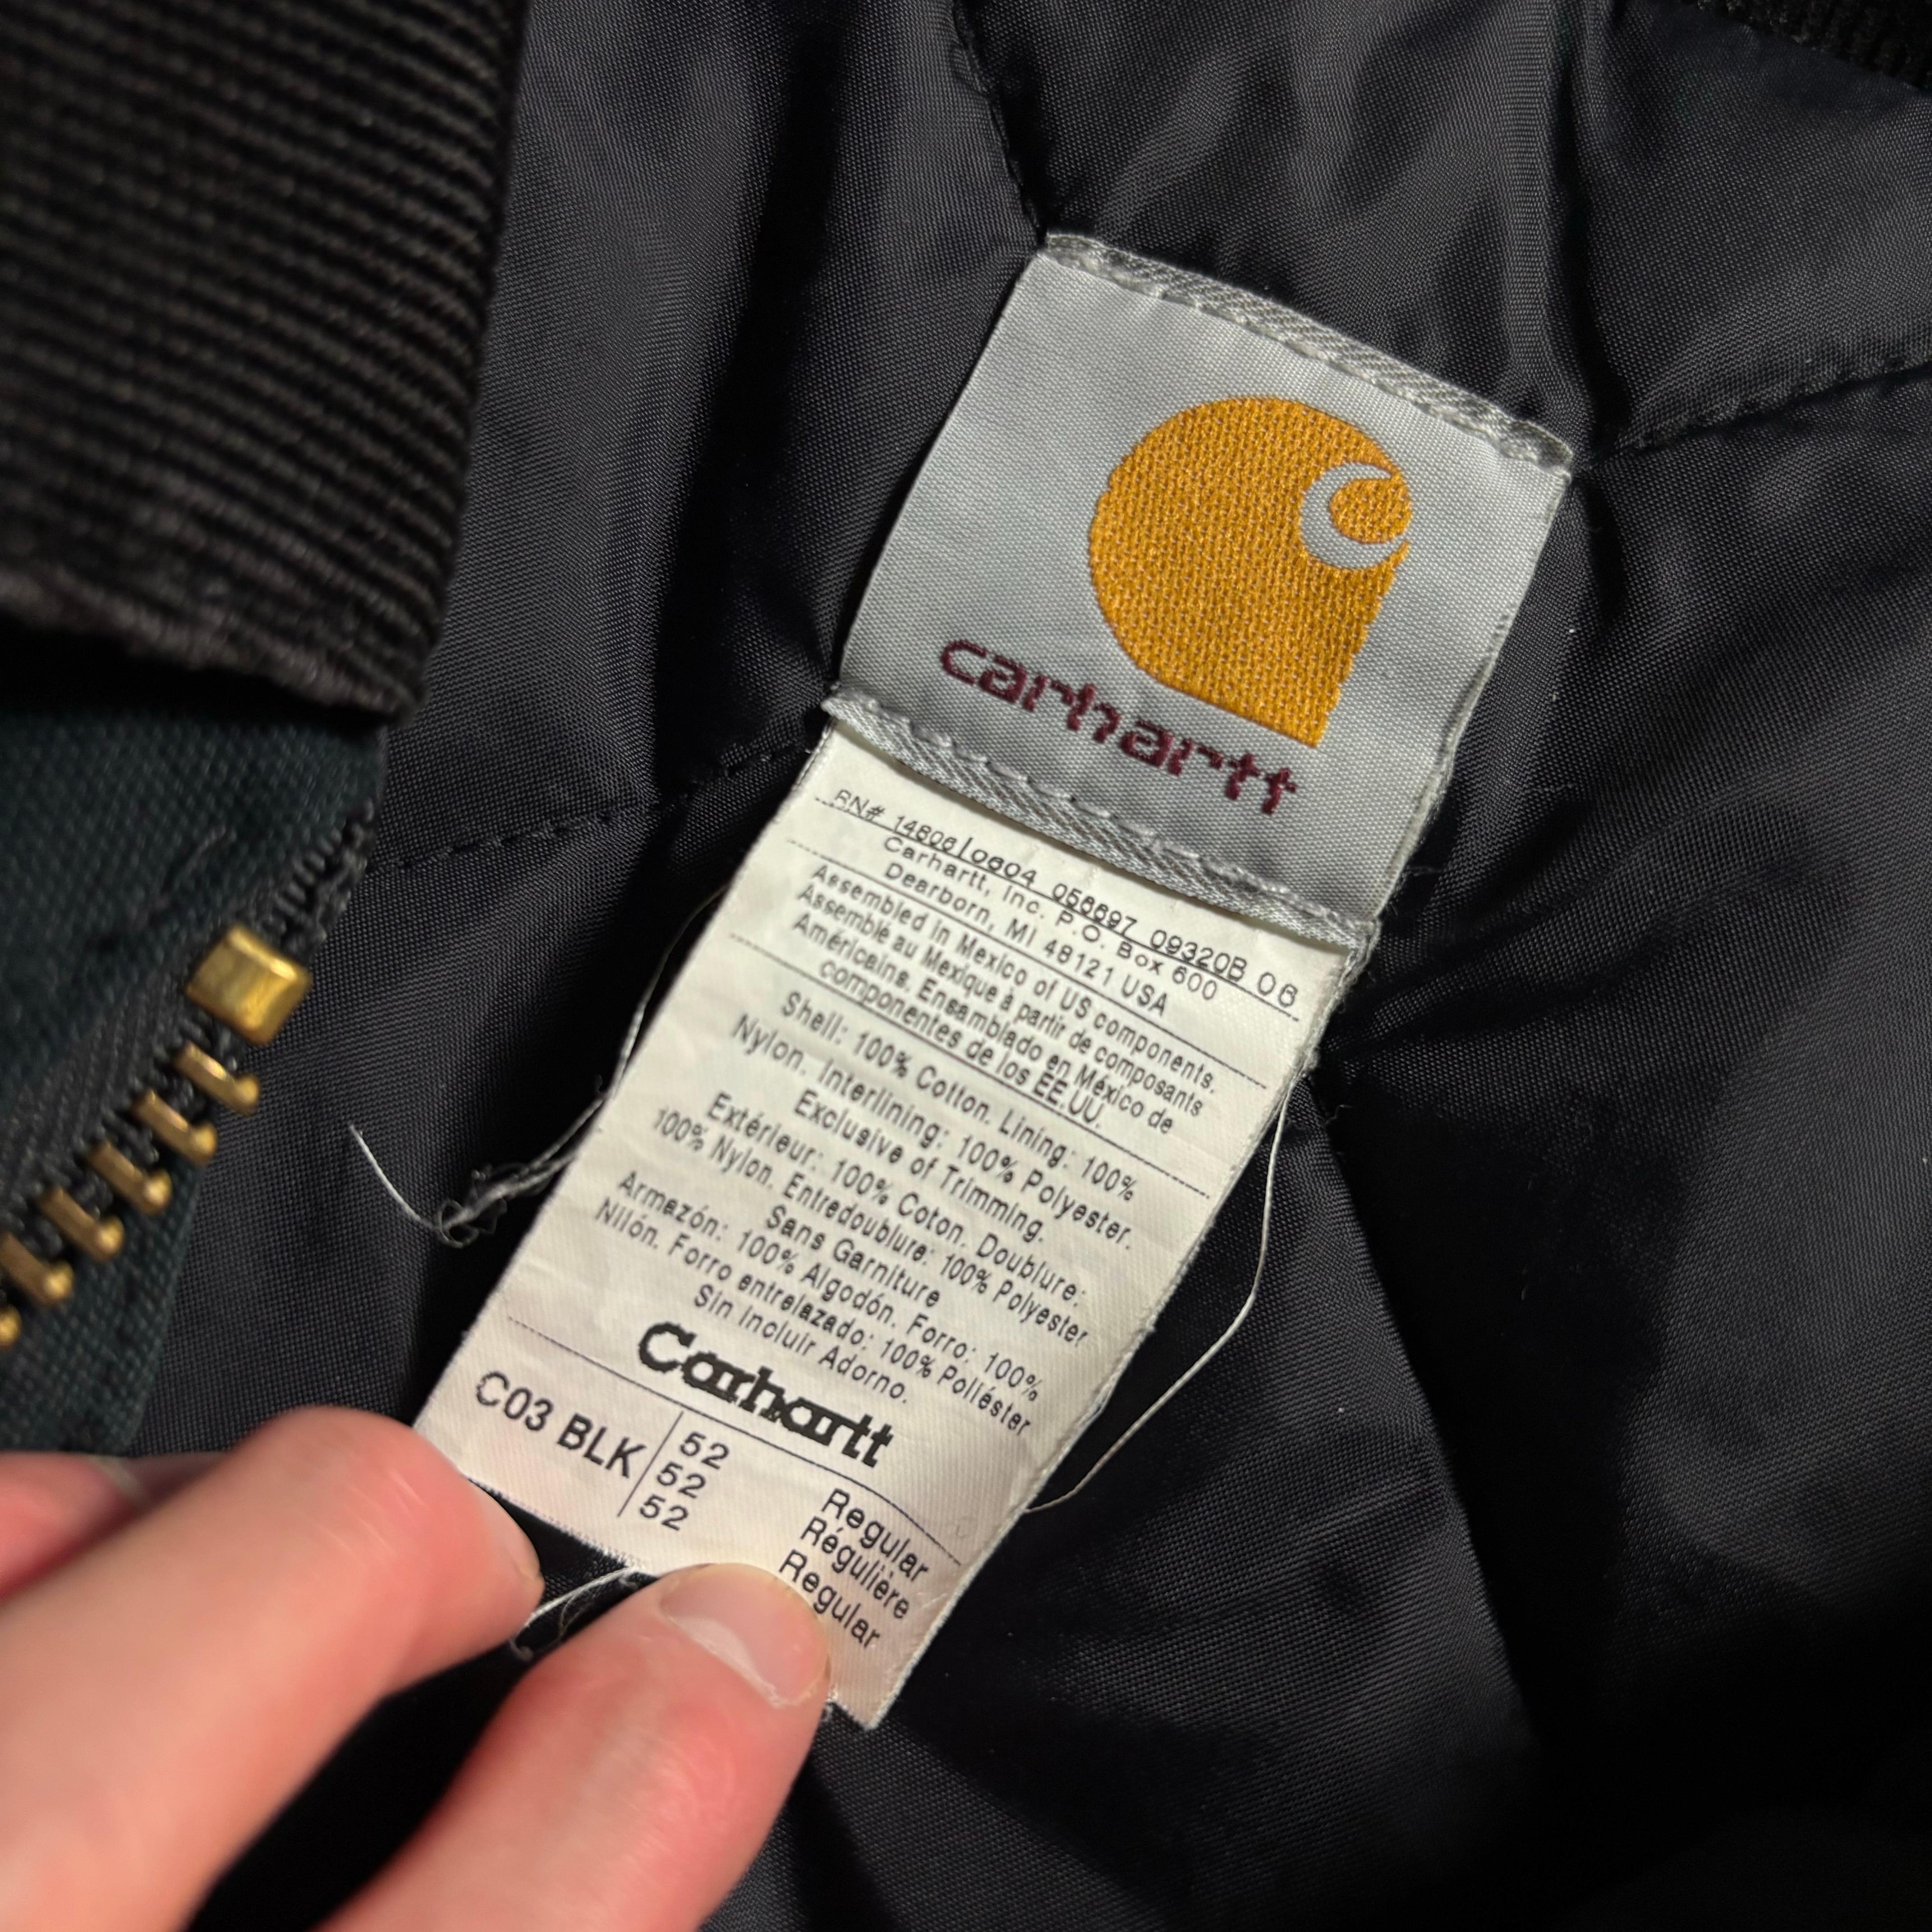 carhartt
RN# 14806/0604 056697 09320B 06
Carhartt, Inc. P.O. Box 600
Dearborn, MI 48121 USA
Assembled in Mexico of US components.
Assemblé au Mexique à partir de composants
Américains. Ensamblado en México de
componentes de los EE.UU.
Shell: 100% Cotton. Lining: 100%
Nylon. Interlining: 100% Polyester.
Exclusive of Trimming.
Extérieur: 100% Coton. Doublure:
100% Nylon. Entredoublure: 100% Polyester
Sans Garniture
Armazón: 100% Algodón. Forro: 100%
Nilón. Forro entrelazado: 100% Poliéster
Sin Incluir Adorno.
Carhartt
C03 BLK
52 Regular
52 Régulière
52 Regular